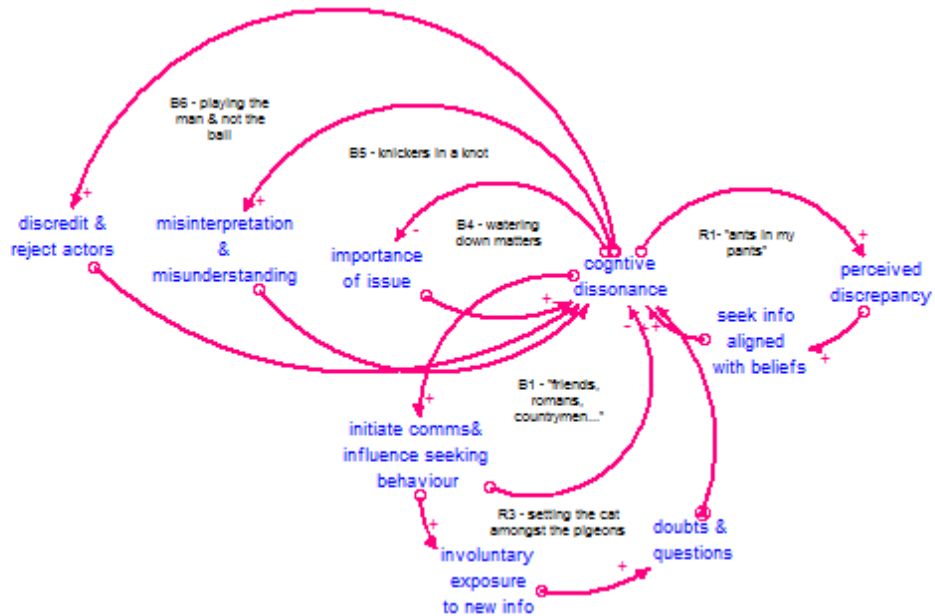 B6 - playing the
man & not the
ball
B5 - knickers in a knot
discredit &
reject actors
misinterpretation
&
misunderstanding
importance
of issue
B4 - watering
down matters
cogntive
dissonance
R1- "ants in my
pants"
perceived
discrepancy
seek info
aligned
with beliefs
B1 - "friends,
romans,
countrymen..."
initiate comms&
influence seeking
behaviour
R3 - setting the cat
amongst the pigeons
doubts &
questions
involuntary
exposure
to new info